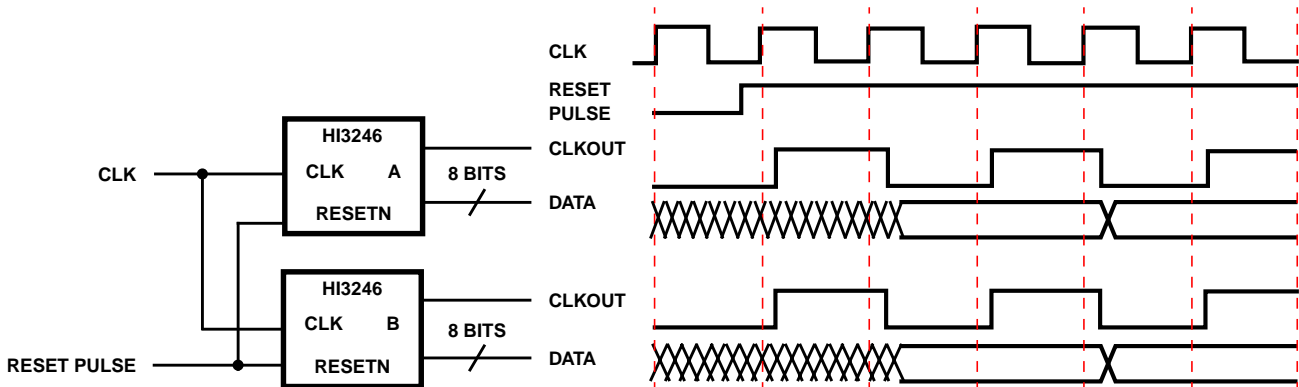 CLK
RESET
PULSE
HI3246
CLKOUT
CLK
CLK A
8 BITS
DATA
RESETN
HI3246
CLKOUT
CLK B
8 BITS
RESET PULSE
RESETN
DATA